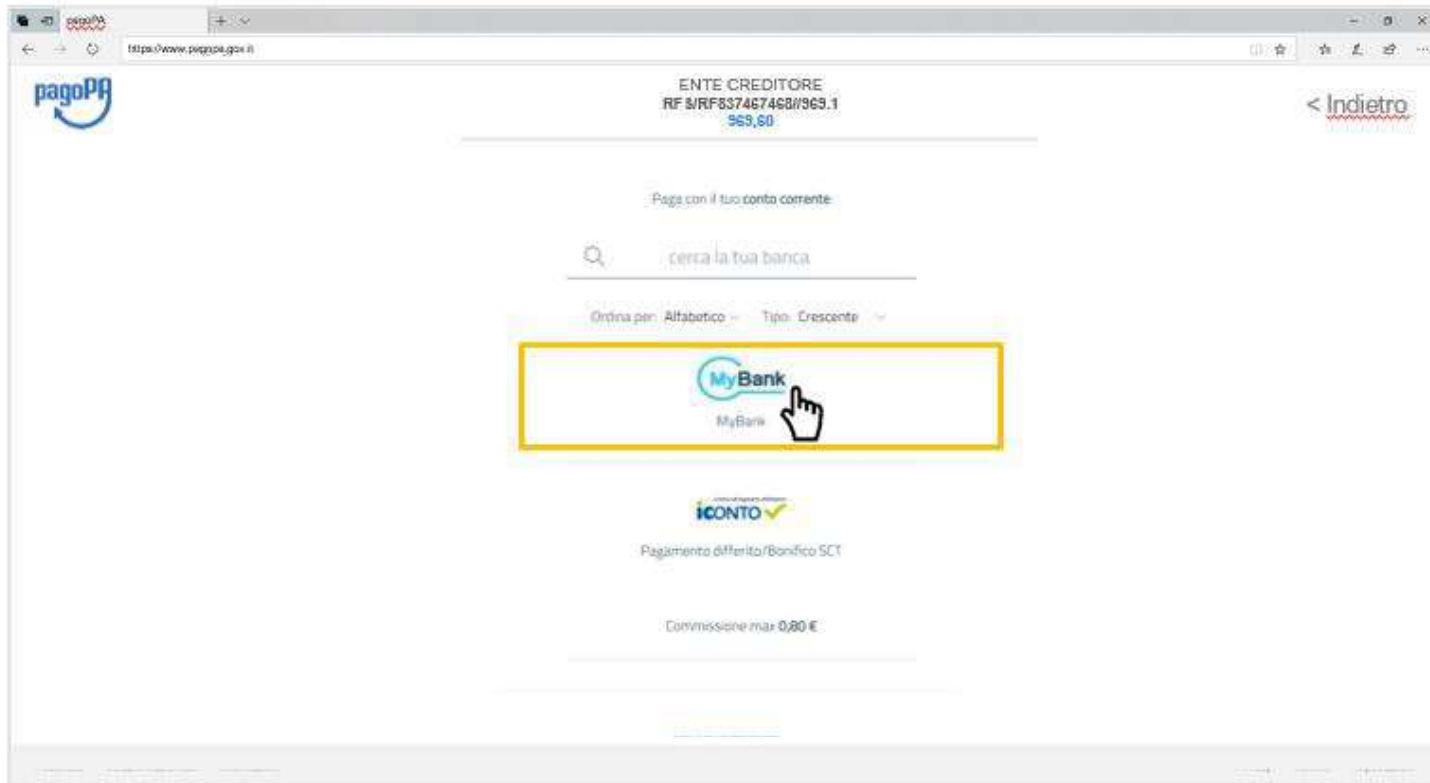 pagoPA
https://www.pagopa.gov.it
pagoPA
ENTE CREDITORE
RF 8/RF837467468//969.1
969,60
< Indietro
Paga con il tuo conto corrente
cerca la tua banca
Ordina per: Alfabetico Tipo: Crescente
MyBank
MyBank
iCONTO
Pagamento differito/Bonifico SCT
Commissione max 0,80 €